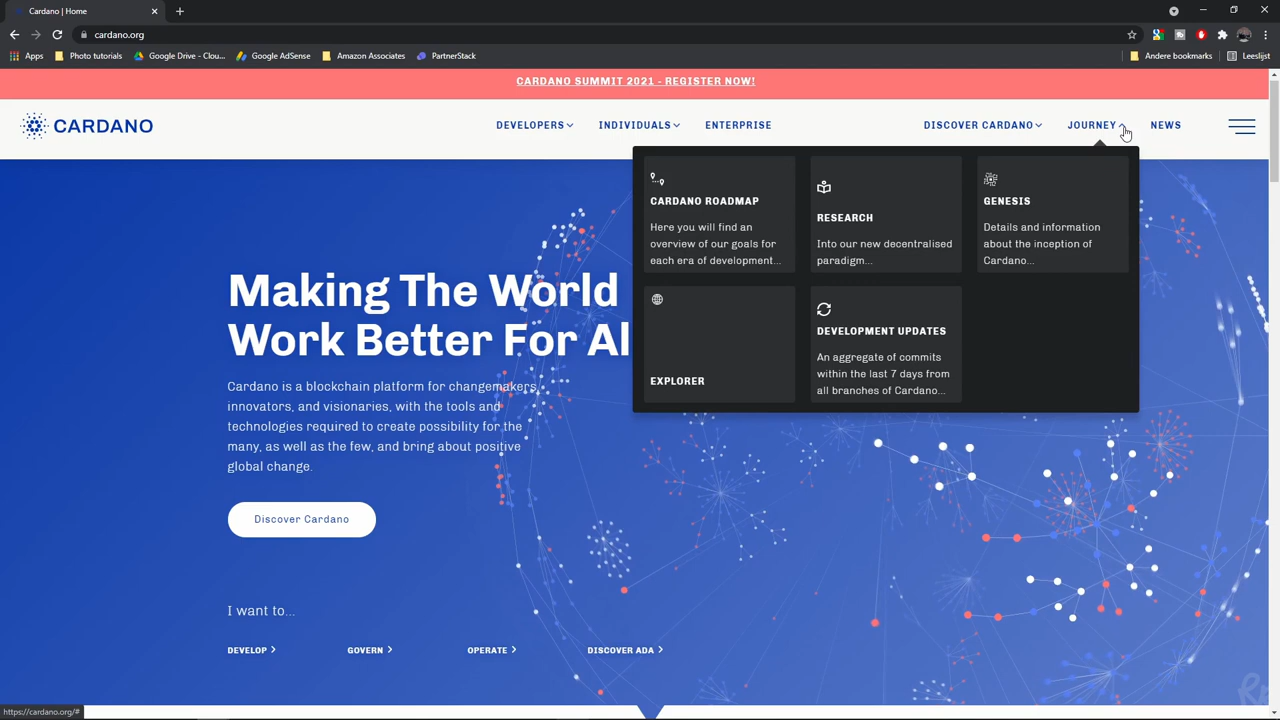 Cardano | Home
cardano.org
Apps
Photo tutorials
Google Drive - Clou...
Google AdSense
Amazon Associates
PartnerStack
Andere bookmarks
Leeslijst
CARDANO SUMMIT 2021 - REGISTER NOW!
CARDANO
DEVELOPERS
INDIVIDUALS
ENTERPRISE
DISCOVER CARDANO
JOURNEY
NEWS
CARDANO ROADMAP
Here you will find an
overview of our goals for
each era of development...
RESEARCH
Into our new decentralised
paradigm...
GENESIS
Details and information
about the inception of
Cardano...
EXPLORER
DEVELOPMENT UPDATES
An aggregate of commits
within the last 7 days from
all branches of Cardano...
Making The World
Work Better For Al
Cardano is a blockchain platform for changemakers,
innovators, and visionaries, with the tools and
technologies required to create possibility for the
many, as well as the few, and bring about positive
global change.
Discover Cardano
I want to...
DEVELOP
GOVERN
OPERATE
DISCOVER ADA
https://cardano.org/#